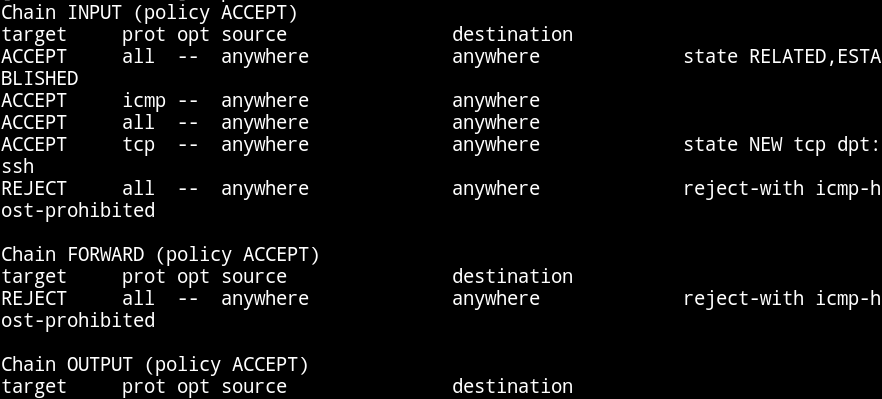 Chain INPUT (policy ACCEPT)
target     prot opt source               destination
ACCEPT     all  --  anywhere             anywhere             state RELATED,ESTA
BLISHED
ACCEPT     icmp --  anywhere             anywhere
ACCEPT     all  --  anywhere             anywhere
ACCEPT     tcp  --  anywhere             anywhere             state NEW tcp dpt:
ssh
REJECT     all  --  anywhere             anywhere             reject-with icmp-h
ost-prohibited

Chain FORWARD (policy ACCEPT)
target     prot opt source               destination
REJECT     all  --  anywhere             anywhere             reject-with icmp-h
ost-prohibited

Chain OUTPUT (policy ACCEPT)
target     prot opt source               destination